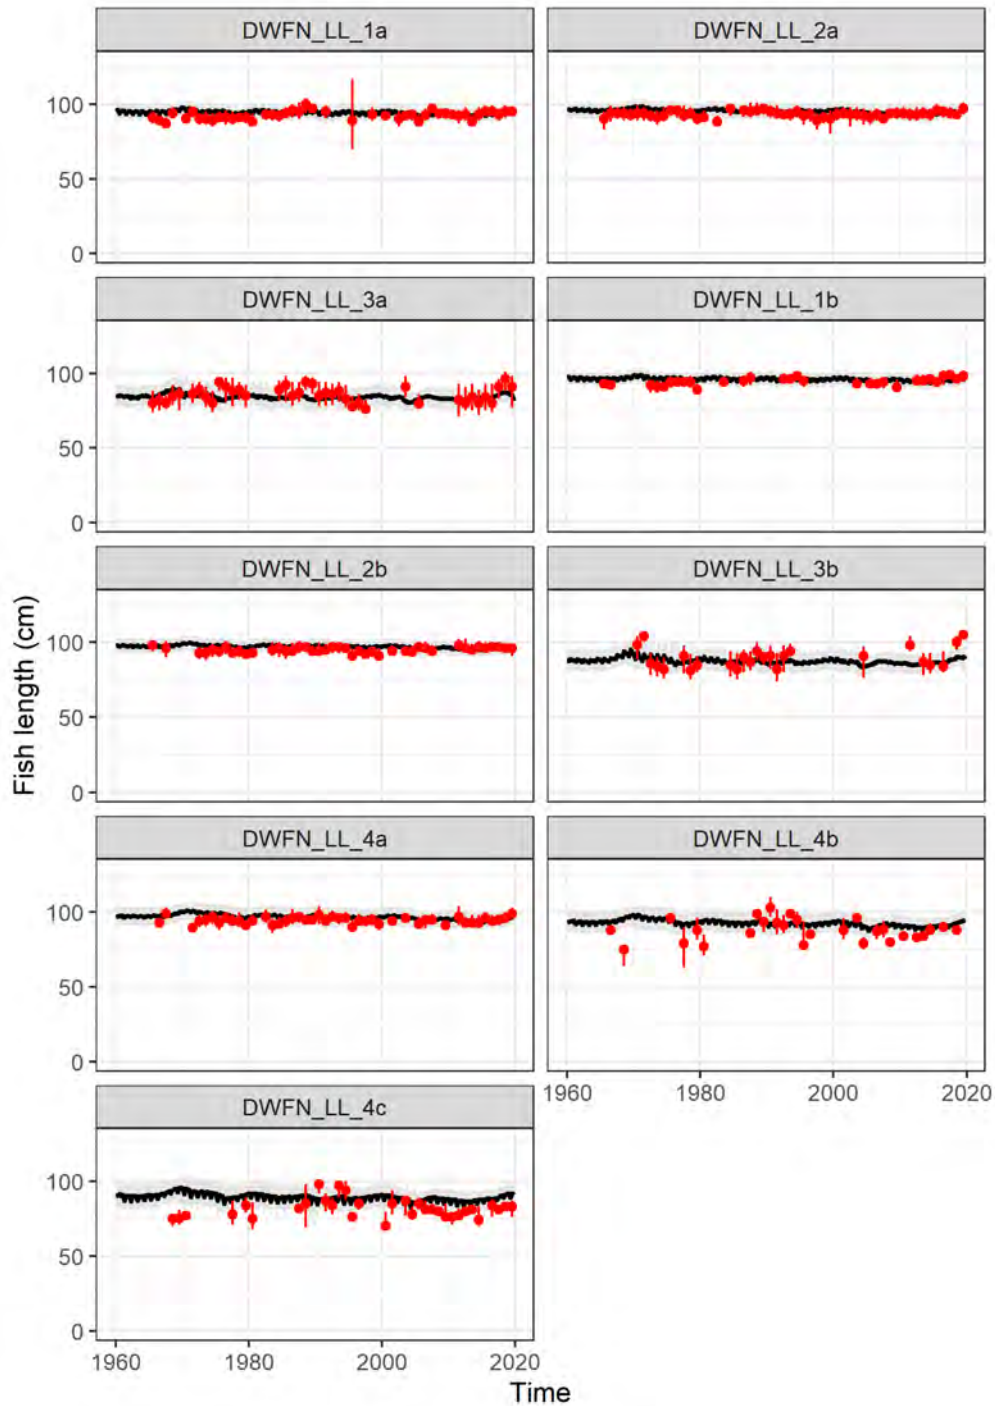 DWFN_LL_1a
DWFN_LL_2a
100
50
0
DWFN_LL_3a
DWFN_LL_1b
100
50
0
DWFN_LL_2b
DWFN_LL_3b
100
50
0
Fish length (cm)
DWFN_LL_4a
DWFN_LL_4b
100
50
0
1960 1980 2000 2020
DWFN_LL_4c
100
50
0
1960 1980 2000 2020
Time